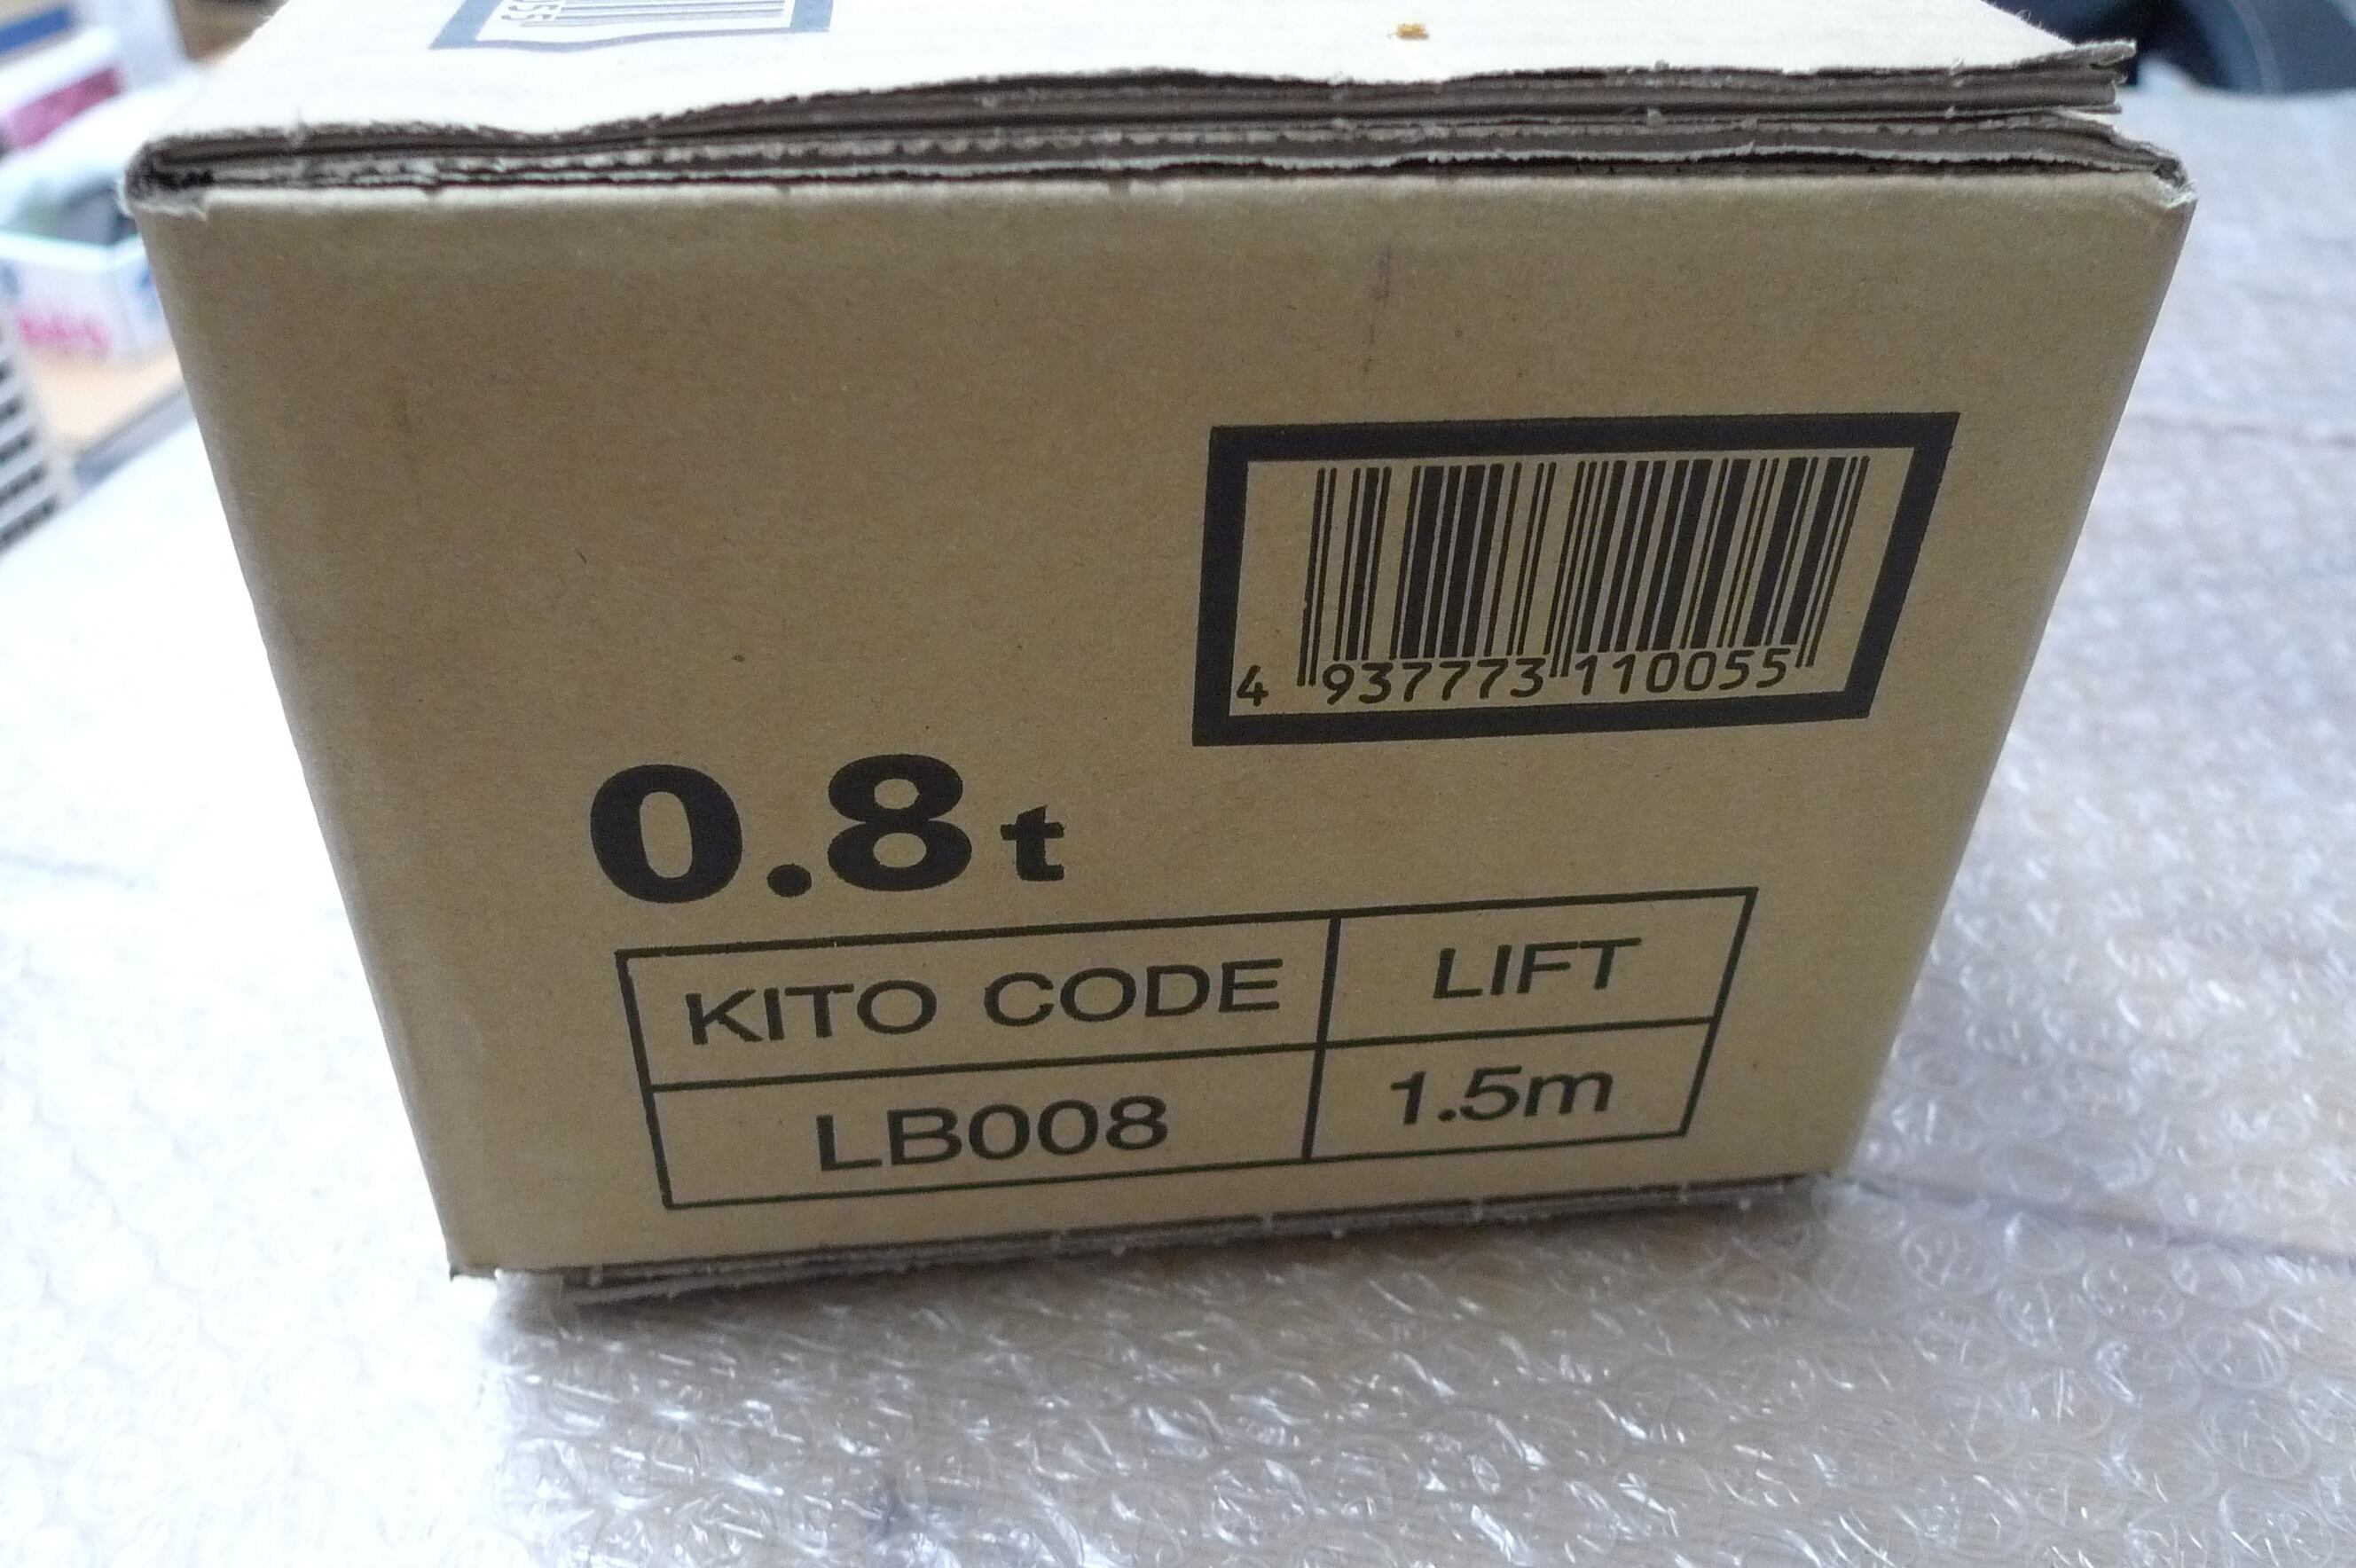 4 937773 110055
0.8t
KITO CODE LIFT
LB008 1.5m